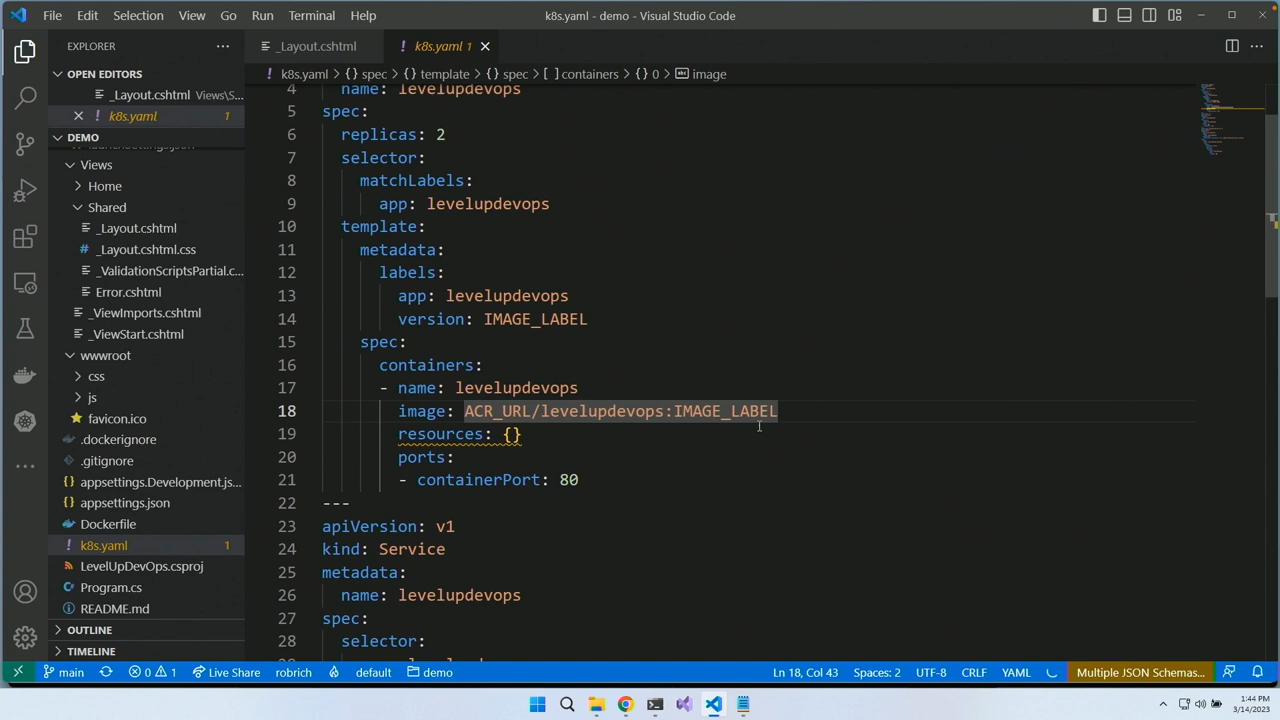 File Edit Selection View Go Run Terminal Help k8s.yaml - demo - Visual Studio Code
EXPLORER ...
_Layout.cshtml
! k8s.yaml 1
k8s.yaml spec template spec containers 0 image
OPEN EDITORS
_Layout.cshtml Views\S...
! k8s.yaml 1
DEMO
Views
Home
Shared
_Layout.cshtml
# _Layout.cshtml.css
_ValidationScriptsPartial.c...
Error.cshtml
_ViewImports.cshtml
_ViewStart.cshtml
wwwroot
css
js
favicon.ico
.dockerignore
.gitignore
{} appsettings.Development.js...
{} appsettings.json
Dockerfile
! k8s.yaml 1
LevelUpDevOps.csproj
Program.cs
README.md
OUTLINE
TIMELINE
4 name: levelupdevops
5 spec:
6 replicas: 2
7 selector:
8 matchLabels:
9 app: levelupdevops
10 template:
11 metadata:
12 labels:
13 app: levelupdevops
14 version: IMAGE_LABEL
15 spec:
16 containers:
17 - name: levelupdevops
18 image: ACR_URL/levelupdevops:IMAGE_LABEL
19 resources: {}
20 ports:
21 - containerPort: 80
22 ---
23 apiVersion: v1
24 kind: Service
25 metadata:
26 name: levelupdevops
27 spec:
28 selector:
main 0 1 Live Share robrich default demo Ln 18, Col 43 Spaces: 2 UTF-8 CRLF YAML Multiple JSON Schemas...
1:44 PM
3/14/2023